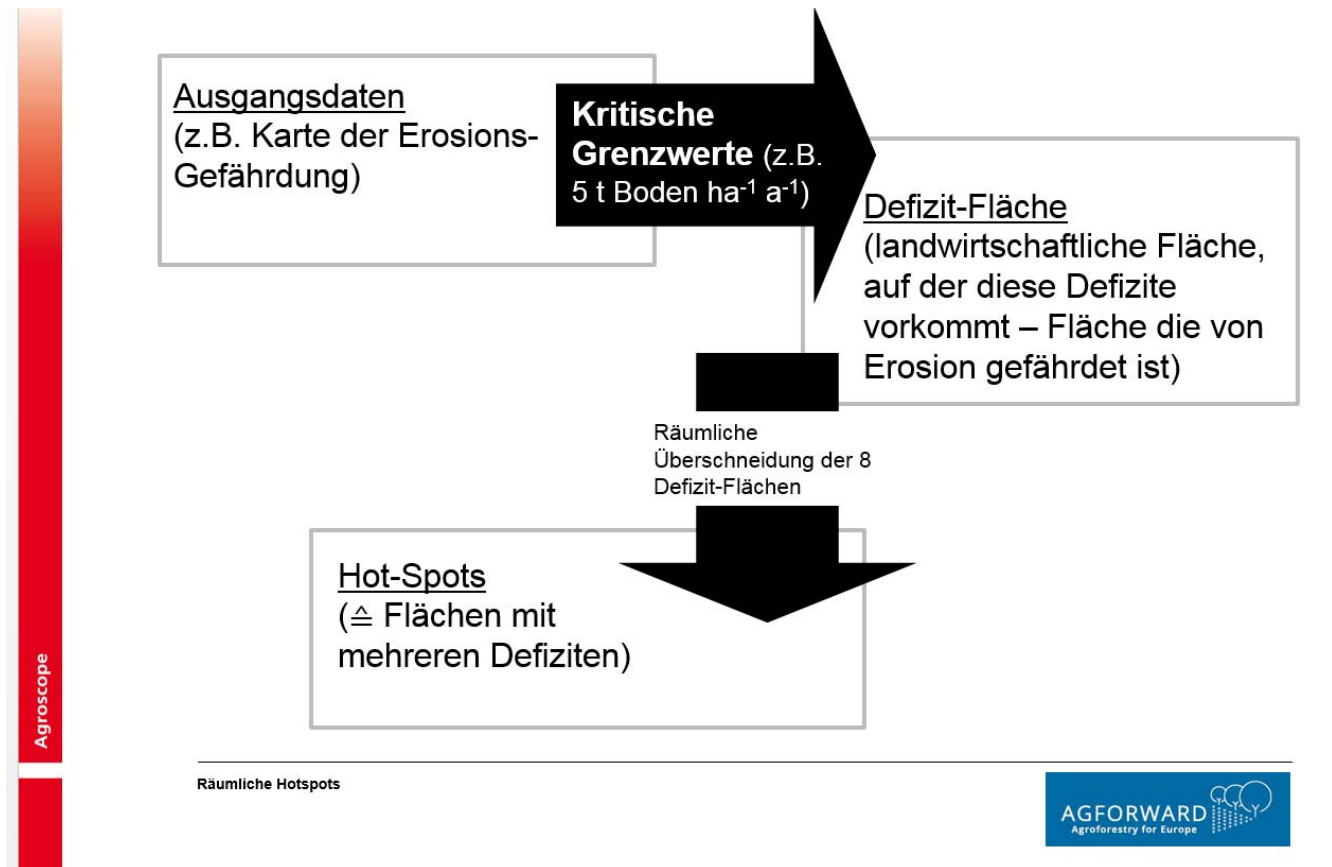 Ausgangsdaten
(z.B. Karte der Erosions-
Gefährdung)
Kritische
Grenzwerte (z.B.
5 t Boden ha⁻¹ a⁻¹)
Defizit-Fläche
(landwirtschaftliche Fläche,
auf der diese Defizite
vorkommt – Fläche die von
Erosion gefährdet ist)
Räumliche
Überschneidung der 8
Defizit-Flächen
Hot-Spots
(≙ Flächen mit
mehreren Defiziten)
Agroscope
Räumliche Hotspots
AGFORWARD
Agroforestry for Europe